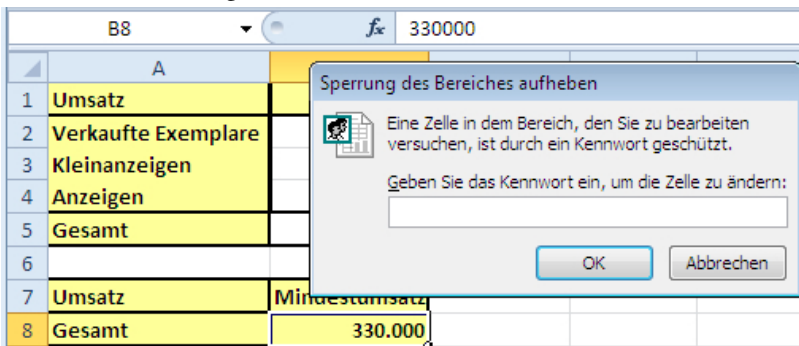 B8 fx 330000
A
Sperrung des Bereiches aufheben
1 Umsatz
2 Verkaufte Exemplare
3 Kleinanzeigen
4 Anzeigen
5 Gesamt
6
7 Umsatz Mindestumsatz
8 Gesamt 330.000
Eine Zelle in dem Bereich, den Sie zu bearbeiten
versuchen, ist durch ein Kennwort geschützt.
Geben Sie das Kennwort ein, um die Zelle zu ändern:
OK Abbrechen